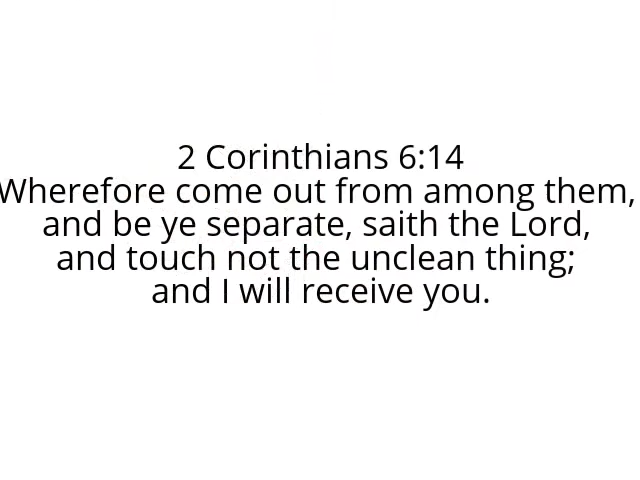 2 Corinthians 6:14
Wherefore come out from among them,
and be ye separate, saith the Lord,
and touch not the unclean thing;
and I will receive you.